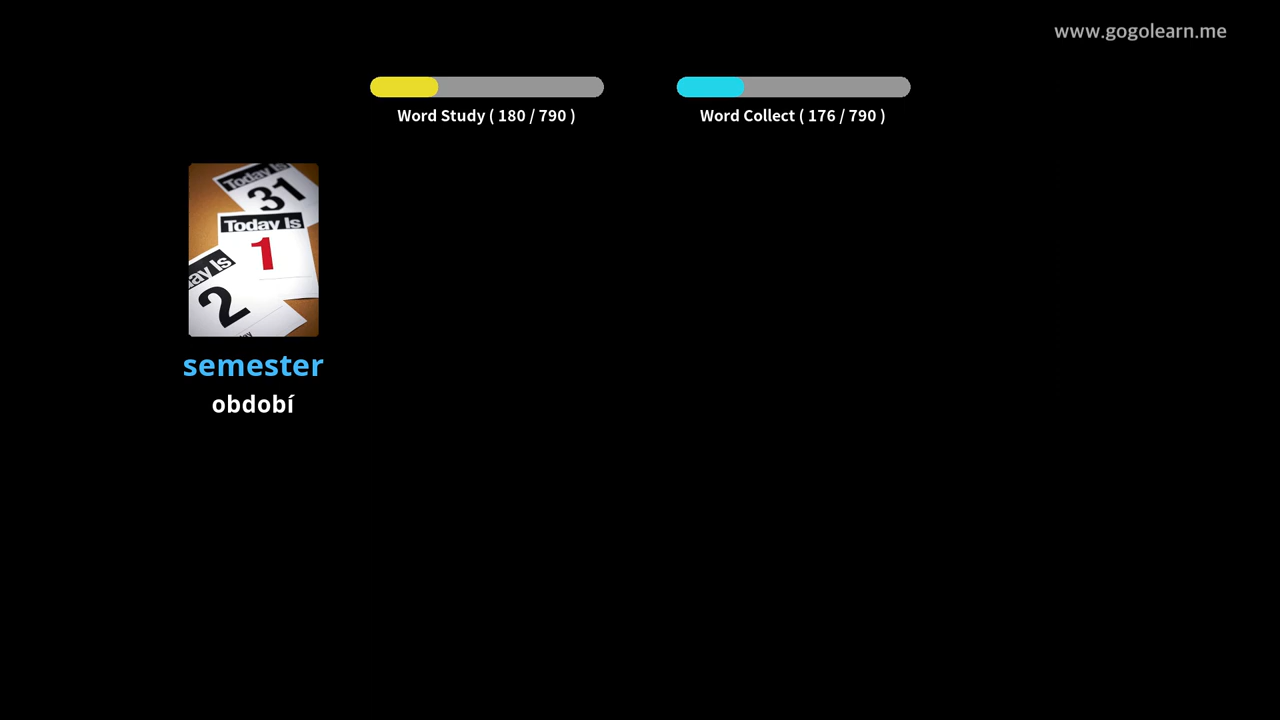 www.gogolearn.me
Word Study ( 180 / 790 )
Word Collect ( 176 / 790 )
Today Is
31
Today Is
1
ay Is
2
semester
období